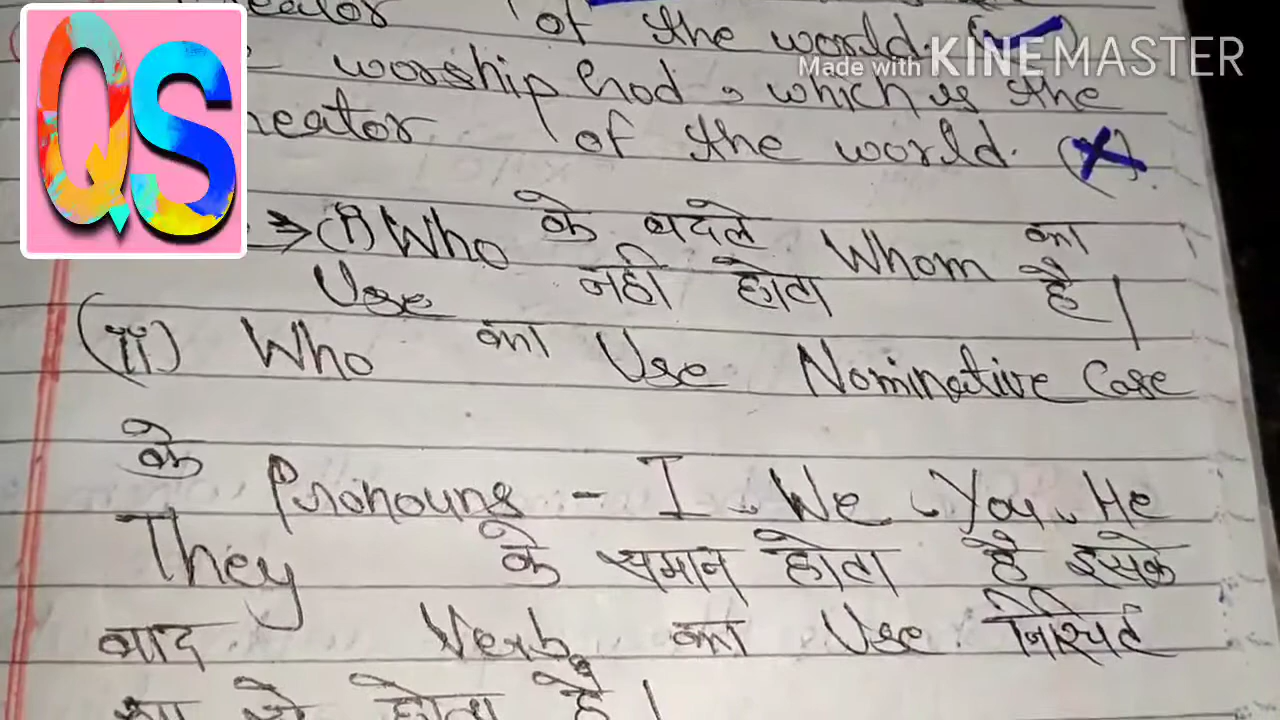 QS
Made with KINEMASTER
of the world. (✓)
worship God, which is the
creator of the world. (✗).
⇒ (i) Who के बदले Whom का
Use नही होता है।
(ii) Who का Use Nominative Case
के Pronouns - I, We, You, He
They के समान होता है इसके
बाद Verb का Use निश्चित
रूप से होता है।